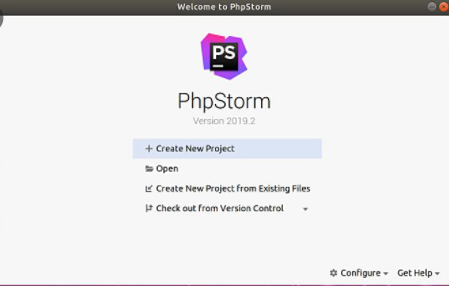 Welcome to PhpStorm
PS
PhpStorm
Version 2019.2
Create New Project
Open
Create New Project from Existing Files
Check out from Version Control
Configure Get Help